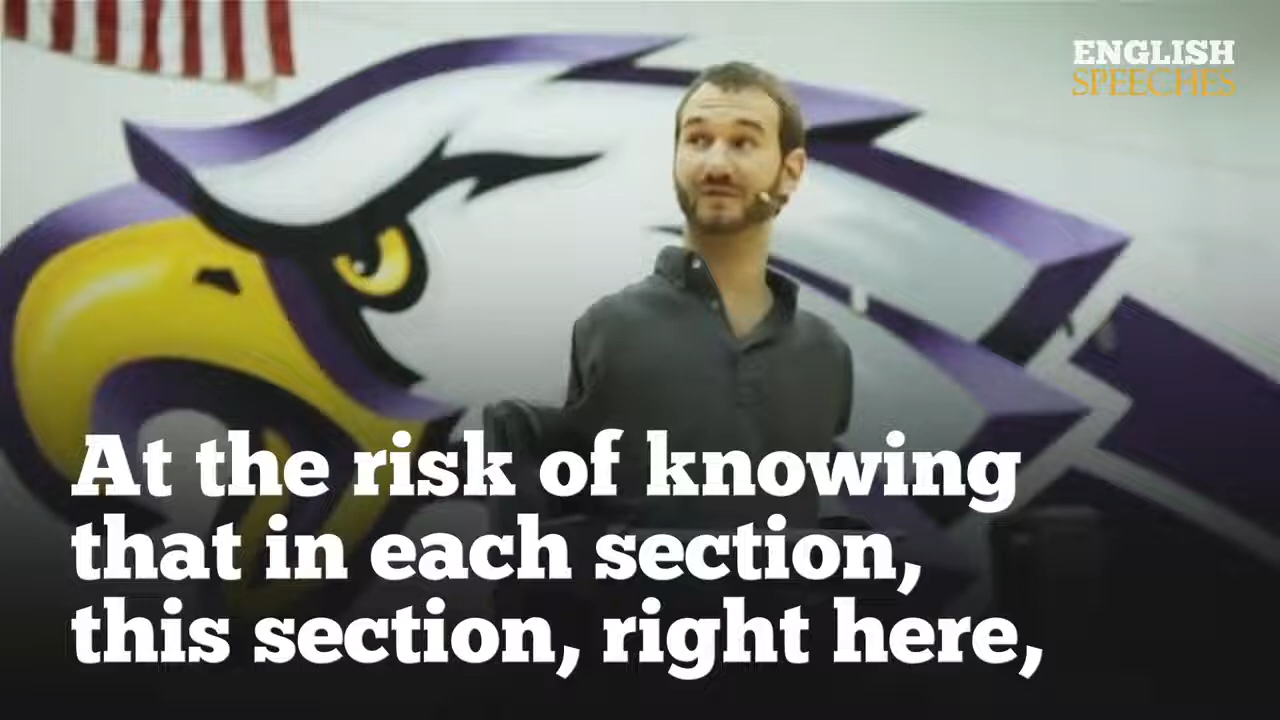 ENGLISH
SPEECHES
At the risk of knowing
that in each section,
this section, right here,